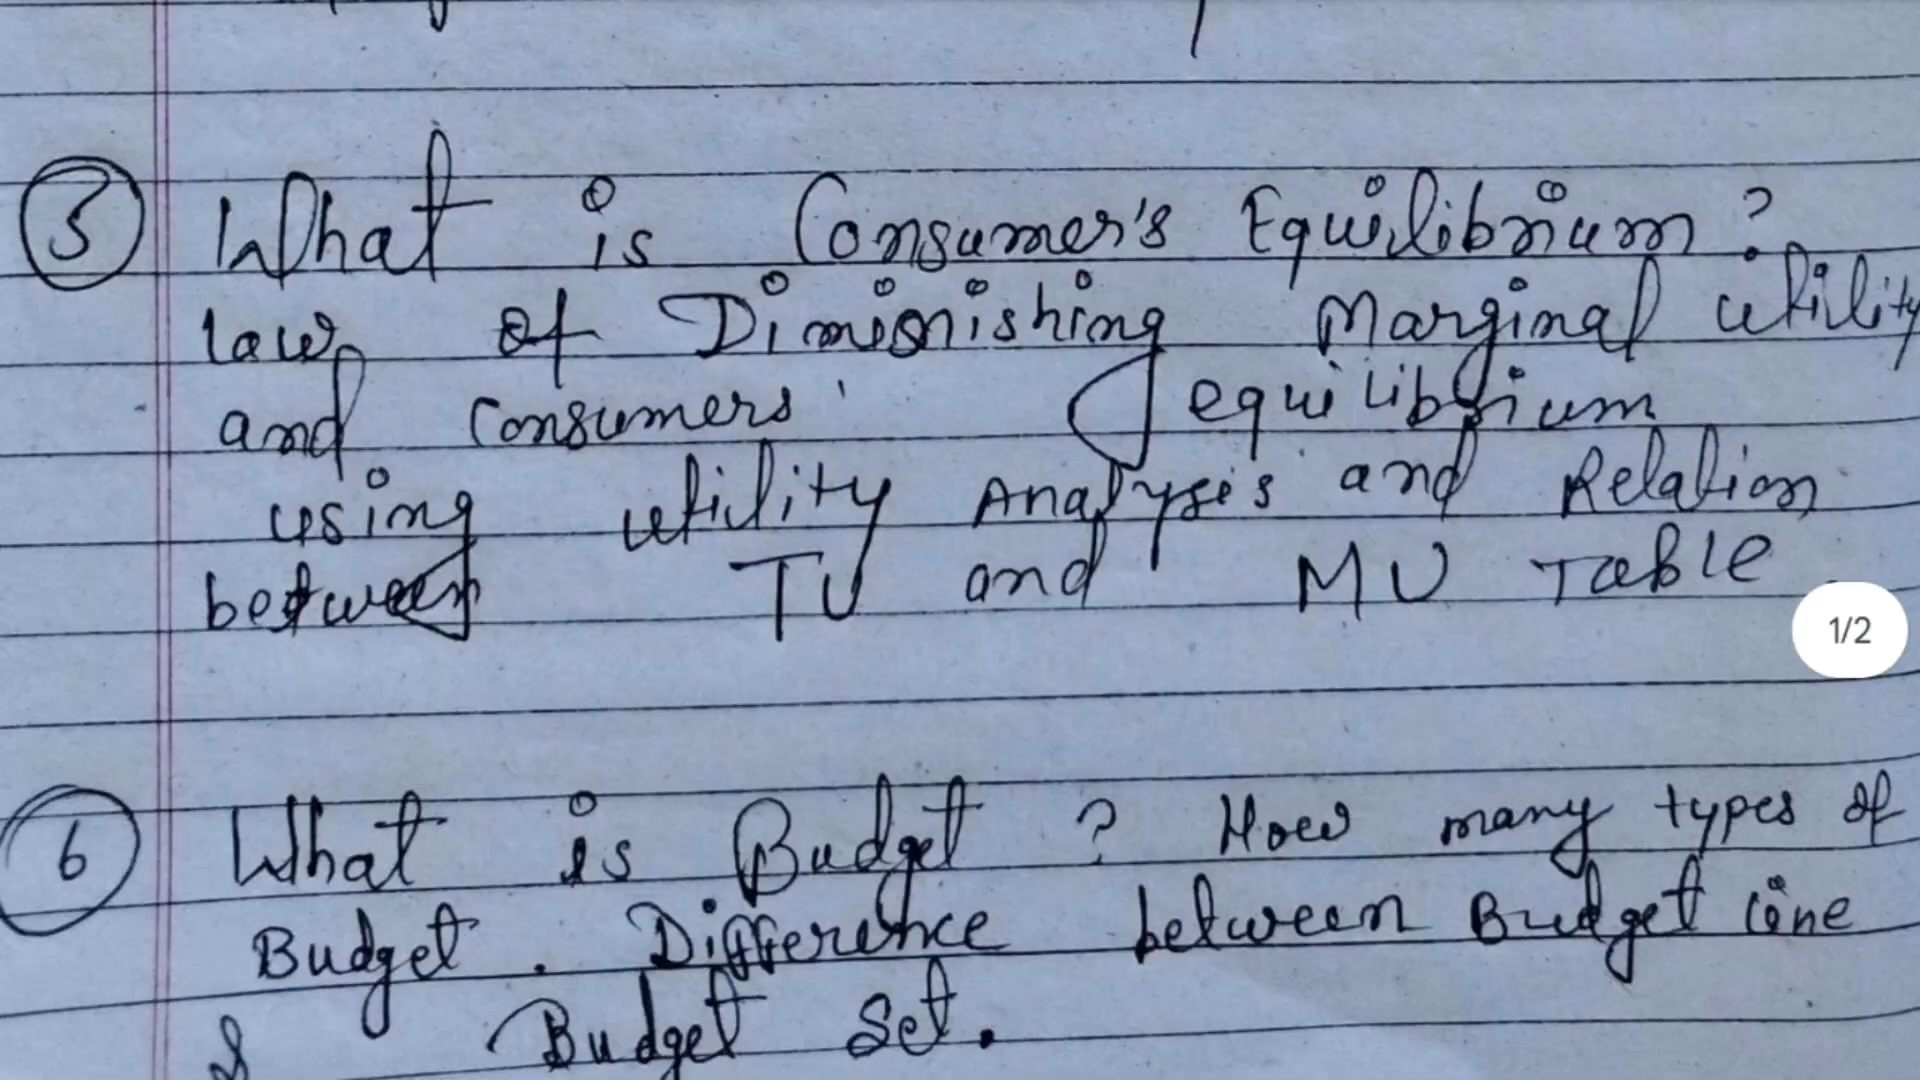 5 What is Consumer's Equilibrium?
law of Diminishing Marginal utility
and consumers equilibrium
using utility Analysis and Relation
between TU and MU Table
1/2
6 What is Budget ? How many types of
Budget . Difference between Budget line
& Budget set.